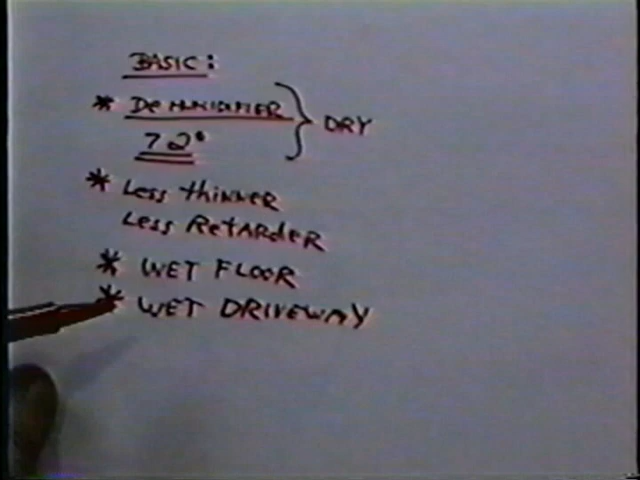 BASIC:
* DeHUMIDIFIER
72° DRY
* Less thinner
Less Retarder
* WET FLOOR
* WET DRIVEWAY